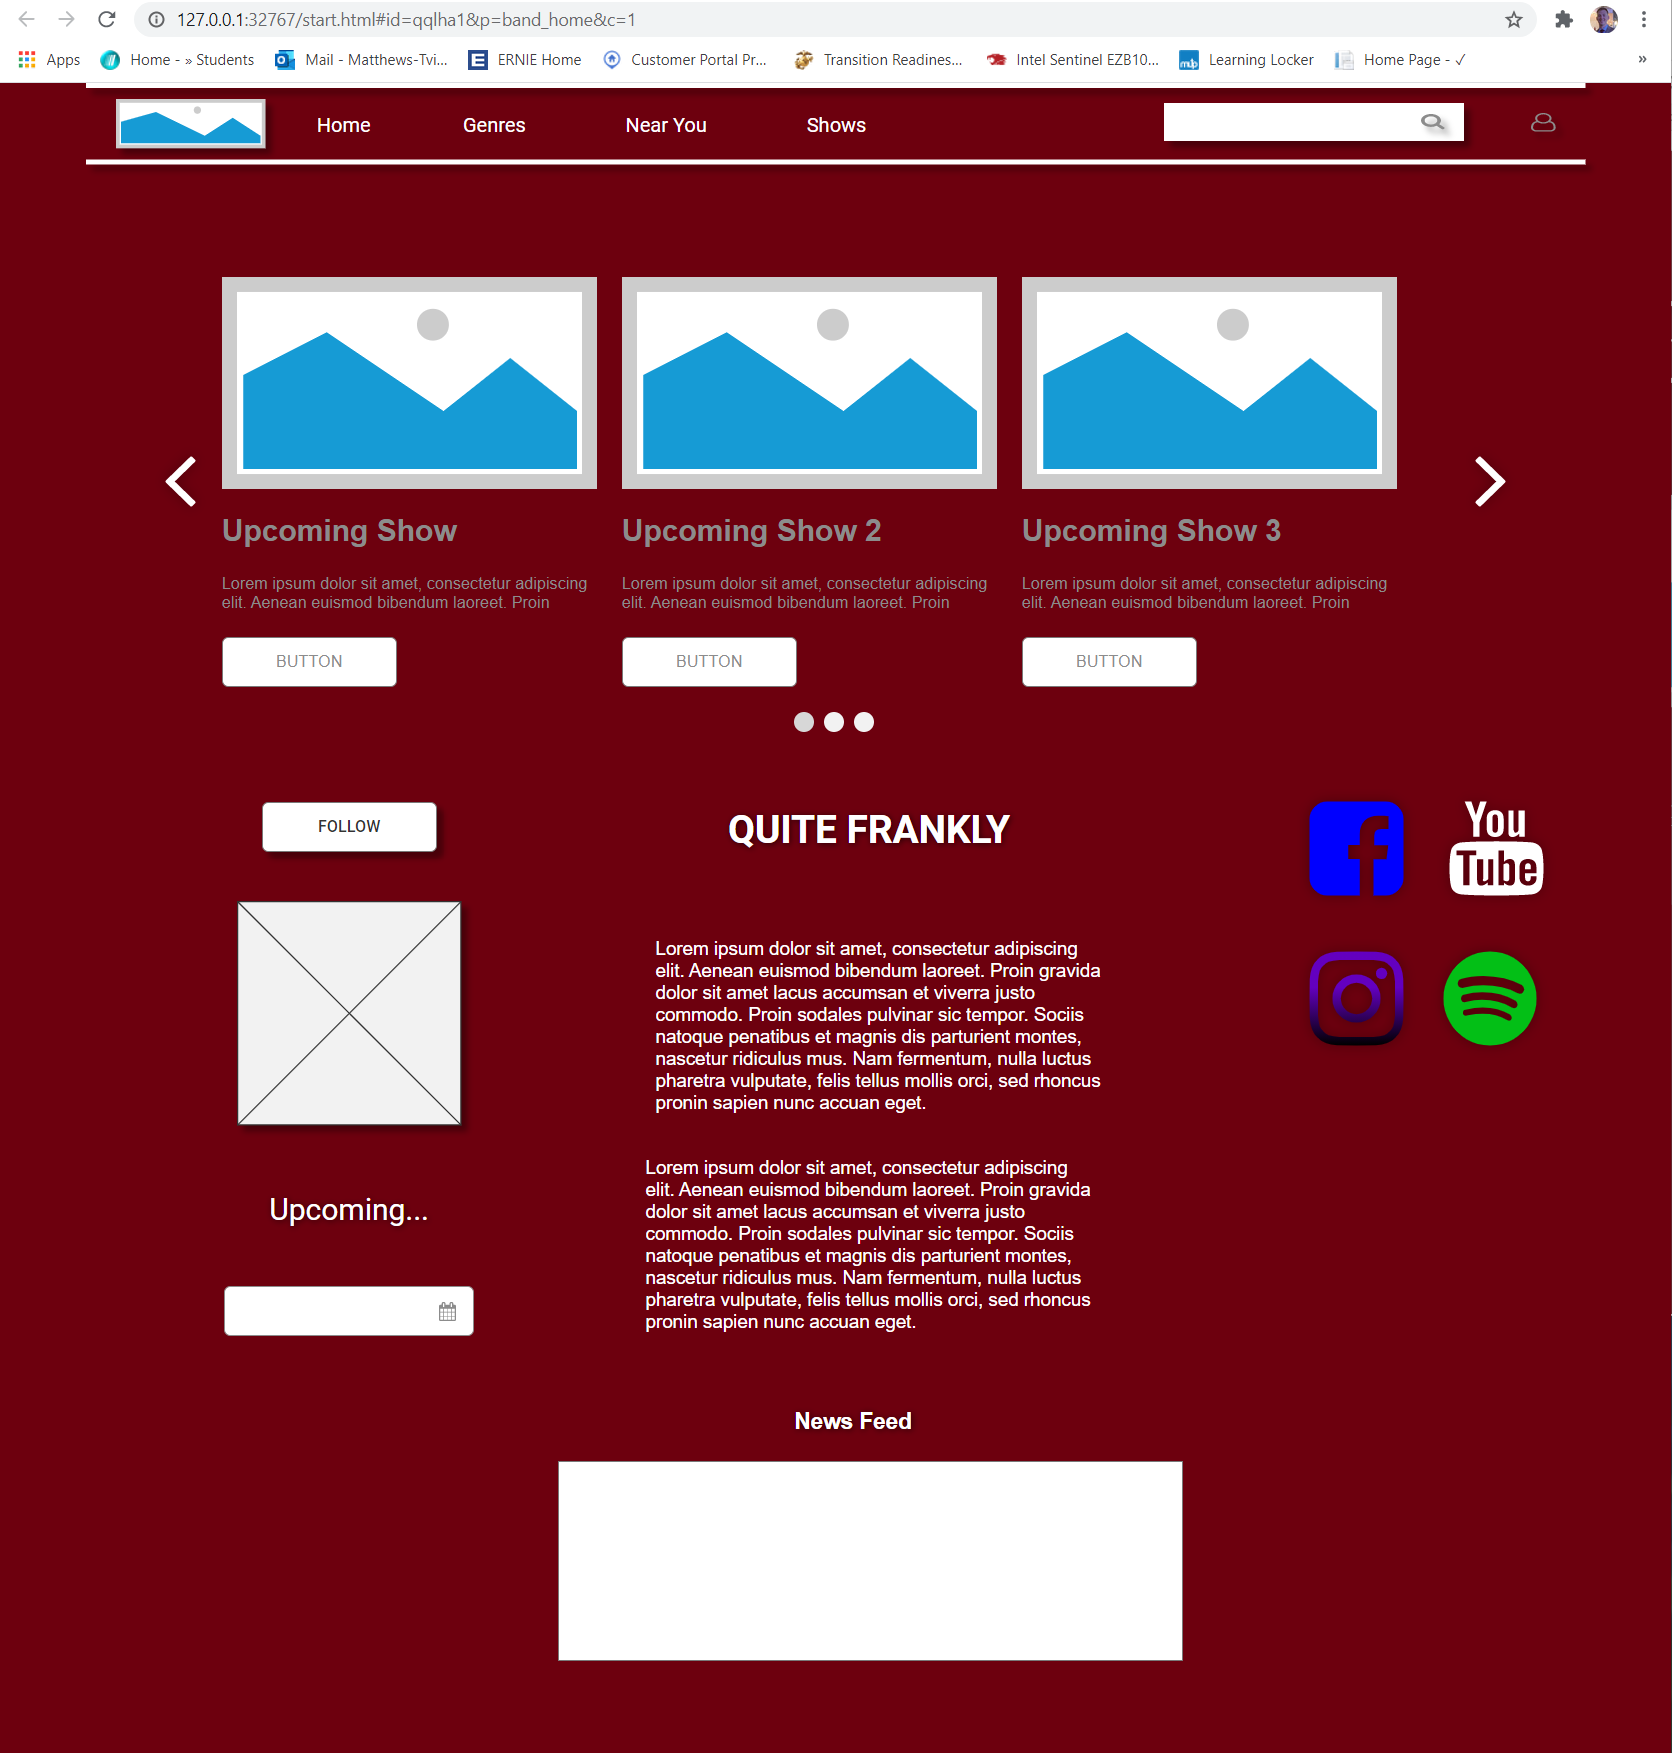 127.0.0.1:32767/start.html#id=qqlha1&p=band_home&c=1
Apps
Home - » Students
Mail - Matthews-Tvi...
ERNIE Home
Customer Portal Pr...
Transition Readines...
Intel Sentinel EZB10...
mdp Learning Locker
Home Page - ✓
»
Home
Genres
Near You
Shows
Upcoming Show
Lorem ipsum dolor sit amet, consectetur adipiscing
elit. Aenean euismod bibendum laoreet. Proin
BUTTON
Upcoming Show 2
Lorem ipsum dolor sit amet, consectetur adipiscing
elit. Aenean euismod bibendum laoreet. Proin
BUTTON
Upcoming Show 3
Lorem ipsum dolor sit amet, consectetur adipiscing
elit. Aenean euismod bibendum laoreet. Proin
BUTTON
FOLLOW
Upcoming...
QUITE FRANKLY
Lorem ipsum dolor sit amet, consectetur adipiscing
elit. Aenean euismod bibendum laoreet. Proin gravida
dolor sit amet lacus accumsan et viverra justo
commodo. Proin sodales pulvinar sic tempor. Sociis
natoque penatibus et magnis dis parturient montes,
nascetur ridiculus mus. Nam fermentum, nulla luctus
pharetra vulputate, felis tellus mollis orci, sed rhoncus
pronin sapien nunc accuan eget.
Lorem ipsum dolor sit amet, consectetur adipiscing
elit. Aenean euismod bibendum laoreet. Proin gravida
dolor sit amet lacus accumsan et viverra justo
commodo. Proin sodales pulvinar sic tempor. Sociis
natoque penatibus et magnis dis parturient montes,
nascetur ridiculus mus. Nam fermentum, nulla luctus
pharetra vulputate, felis tellus mollis orci, sed rhoncus
pronin sapien nunc accuan eget.
You
Tube
News Feed